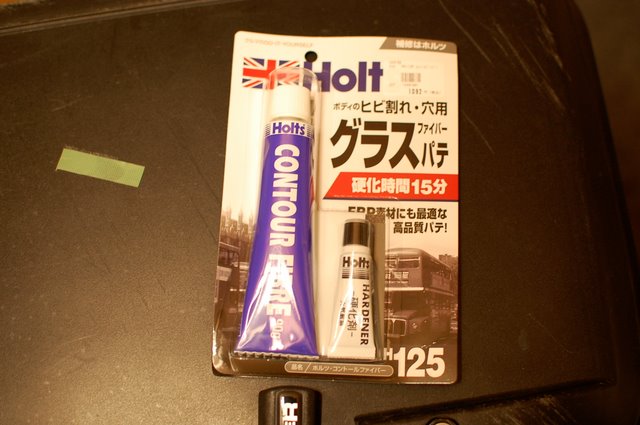 補修はホルツ
Holt
1092
ボディのヒビ割れ・穴用
グラスファイバーパテ
硬化時間15分
FRP素材にも最適な
高品質パテ!
Holts
CONTOUR FIBRE
Holts
HARDENER
硬化剤
125
品名 / ホルツ・コントールファイバー